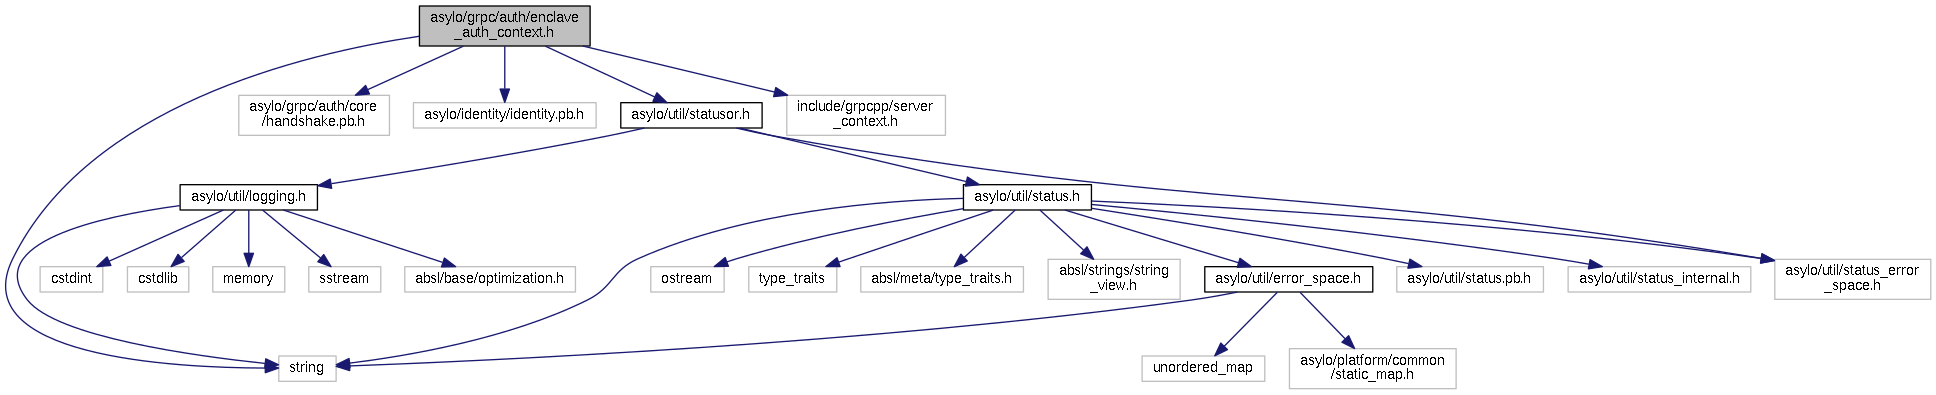 asylo/grpc/auth/enclave
_auth_context.h
asylo/grpc/auth/core
/handshake.pb.h
asylo/identity/identity.pb.h
asylo/util/statusor.h
include/grpcpp/server
_context.h
asylo/util/logging.h
asylo/util/status.h
cstdint
cstdlib
memory
sstream
absl/base/optimization.h
ostream
type_traits
absl/meta/type_traits.h
absl/strings/string
_view.h
asylo/util/error_space.h
asylo/util/status.pb.h
asylo/util/status_internal.h
asylo/util/status_error
_space.h
string
unordered_map
asylo/platform/common
/static_map.h